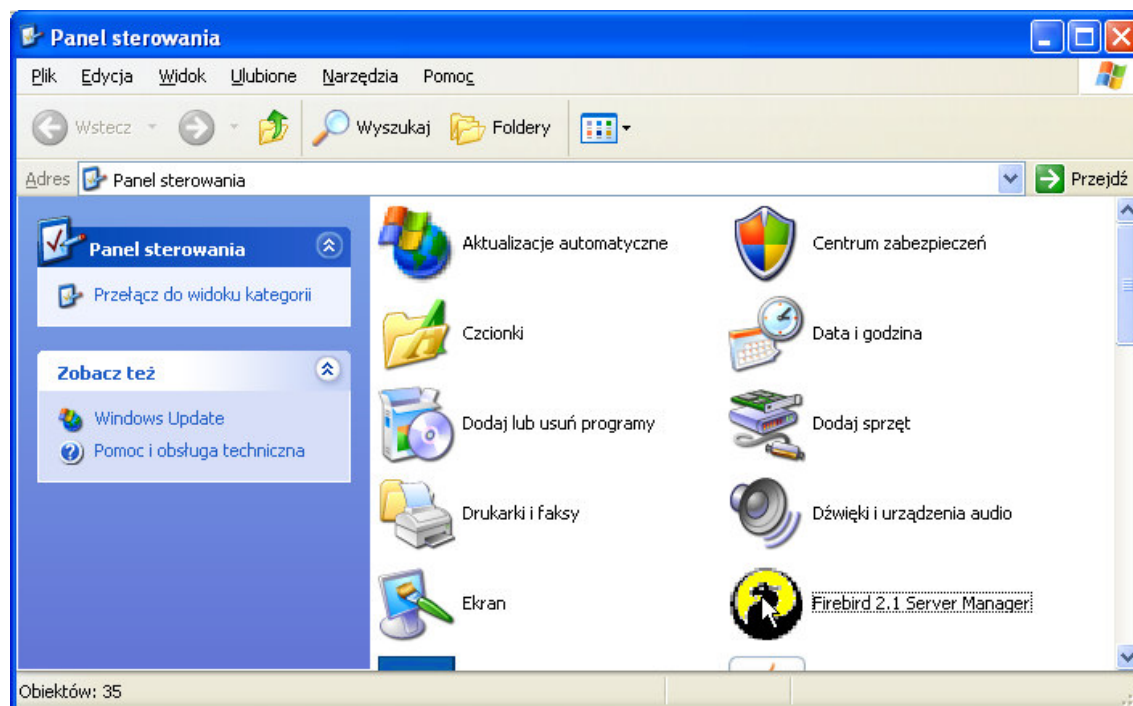 Panel sterowania
Plik Edycja Widok Ulubione Narzędzia Pomoc
Wstecz Wyszukaj Foldery
Adres Panel sterowania Przejdź
Panel sterowania
Przełącz do widoku kategorii
Zobacz też
Windows Update
Pomoc i obsługa techniczna
Aktualizacje automatyczne
Centrum zabezpieczeń
Czcionki
Data i godzina
Dodaj lub usuń programy
Dodaj sprzęt
Drukarki i faksy
Dźwięki i urządzenia audio
Ekran
Firebird 2.1 Server Manager
Obiektów: 35